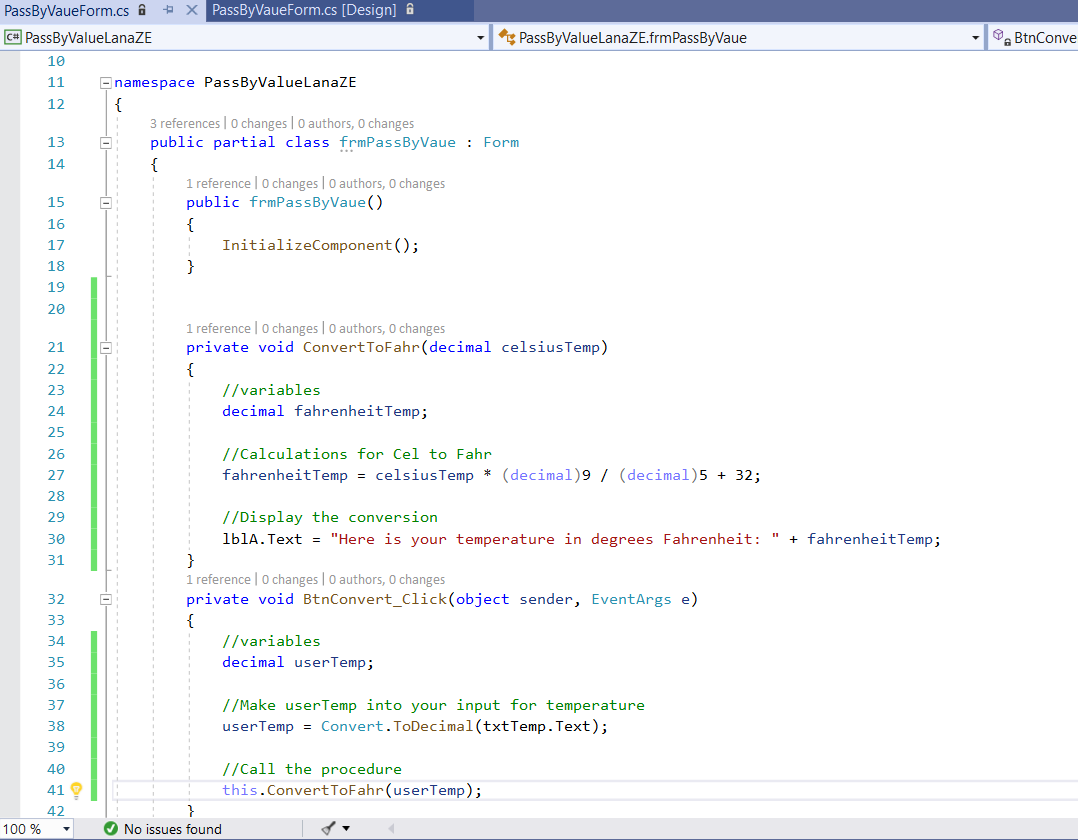 PassByVaueForm.cs PassByVaueForm.cs [Design]
C# PassByValueLanaZE PassByValueLanaZE.frmPassByVaue BtnConve
10
11 namespace PassByValueLanaZE
12 {
3 references | 0 changes | 0 authors, 0 changes
13 public partial class frmPassByVaue : Form
14 {
1 reference | 0 changes | 0 authors, 0 changes
15 public frmPassByVaue()
16 {
17 InitializeComponent();
18 }
19
20
1 reference | 0 changes | 0 authors, 0 changes
21 private void ConvertToFahr(decimal celsiusTemp)
22 {
23 //variables
24 decimal fahrenheitTemp;
25
26 //Calculations for Cel to Fahr
27 fahrenheitTemp = celsiusTemp * (decimal)9 / (decimal)5 + 32;
28
29 //Display the conversion
30 lblA.Text = "Here is your temperature in degrees Fahrenheit: " + fahrenheitTemp;
31 }
1 reference | 0 changes | 0 authors, 0 changes
32 private void BtnConvert_Click(object sender, EventArgs e)
33 {
34 //variables
35 decimal userTemp;
36
37 //Make userTemp into your input for temperature
38 userTemp = Convert.ToDecimal(txtTemp.Text);
39
40 //Call the procedure
41 this.ConvertToFahr(userTemp);
42 }
100 % No issues found